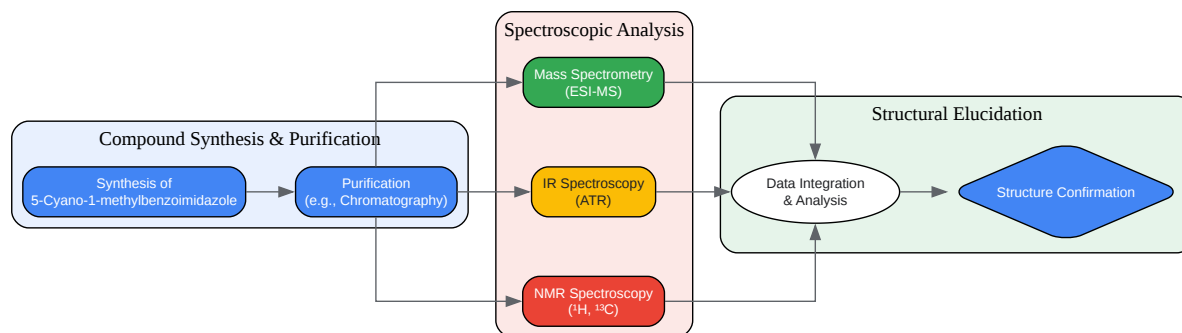 Compound Synthesis & Purification
Synthesis of
5-Cyano-1-methylbenzoimidazole
Purification
(e.g., Chromatography)
Spectroscopic Analysis
Mass Spectrometry
(ESI-MS)
IR Spectroscopy
(ATR)
NMR Spectroscopy
(¹H, ¹³C)
Structural Elucidation
Data Integration
& Analysis
Structure Confirmation